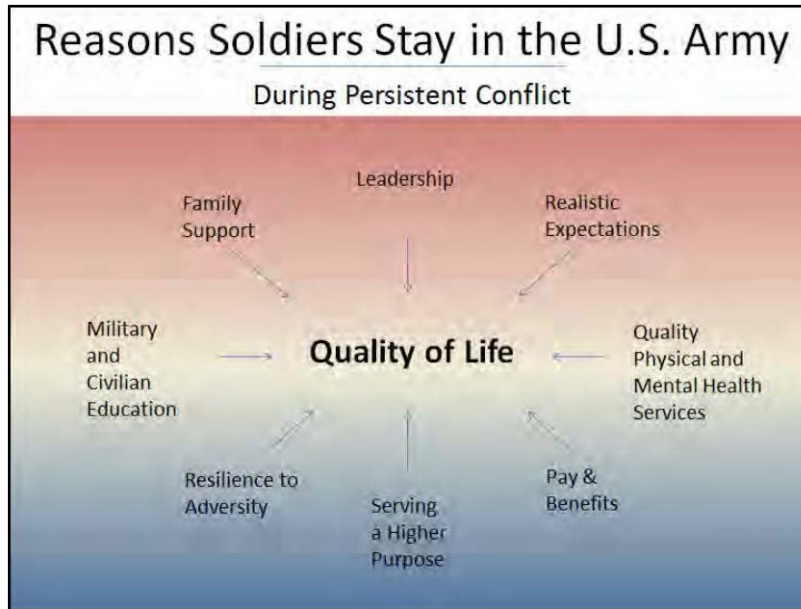 Reasons Soldiers Stay in the U.S. Army
During Persistent Conflict
Leadership
Family
Support
Realistic
Expectations
Military
and
Civilian
Education
Quality of Life
Quality
Physical and
Mental Health
Services
Resilience to
Adversity
Serving
a Higher
Purpose
Pay &
Benefits